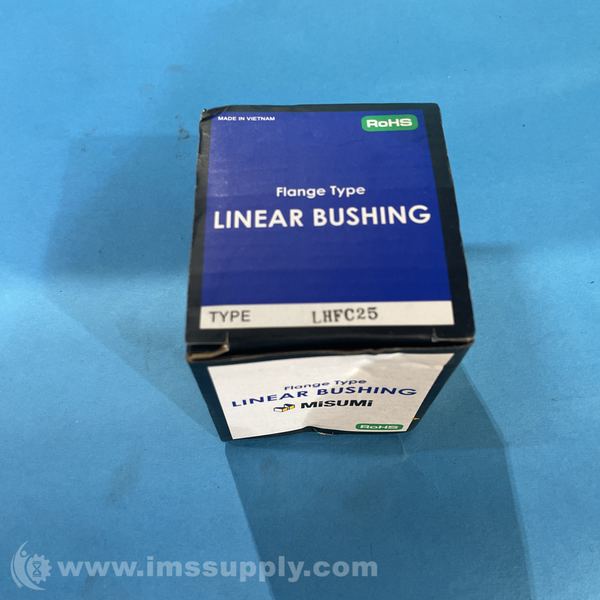 MADE IN VIETNAM
RoHS
Flange Type
LINEAR BUSHING
TYPE LHFC25
Flange Type
LINEAR BUSHING
MiSUMi
RoHS
www.imssupply.com